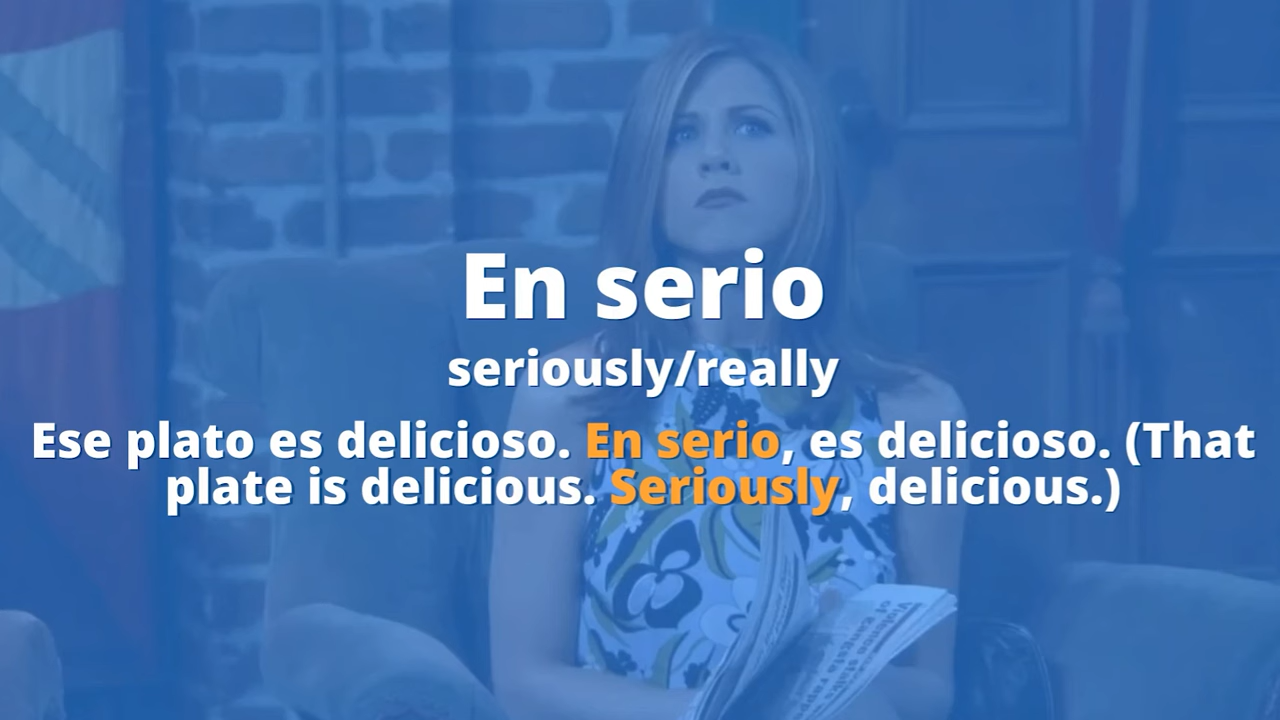 En serio
seriously/really
Ese plato es delicioso. En serio, es delicioso. (That
plate is delicious. Seriously, delicious.)